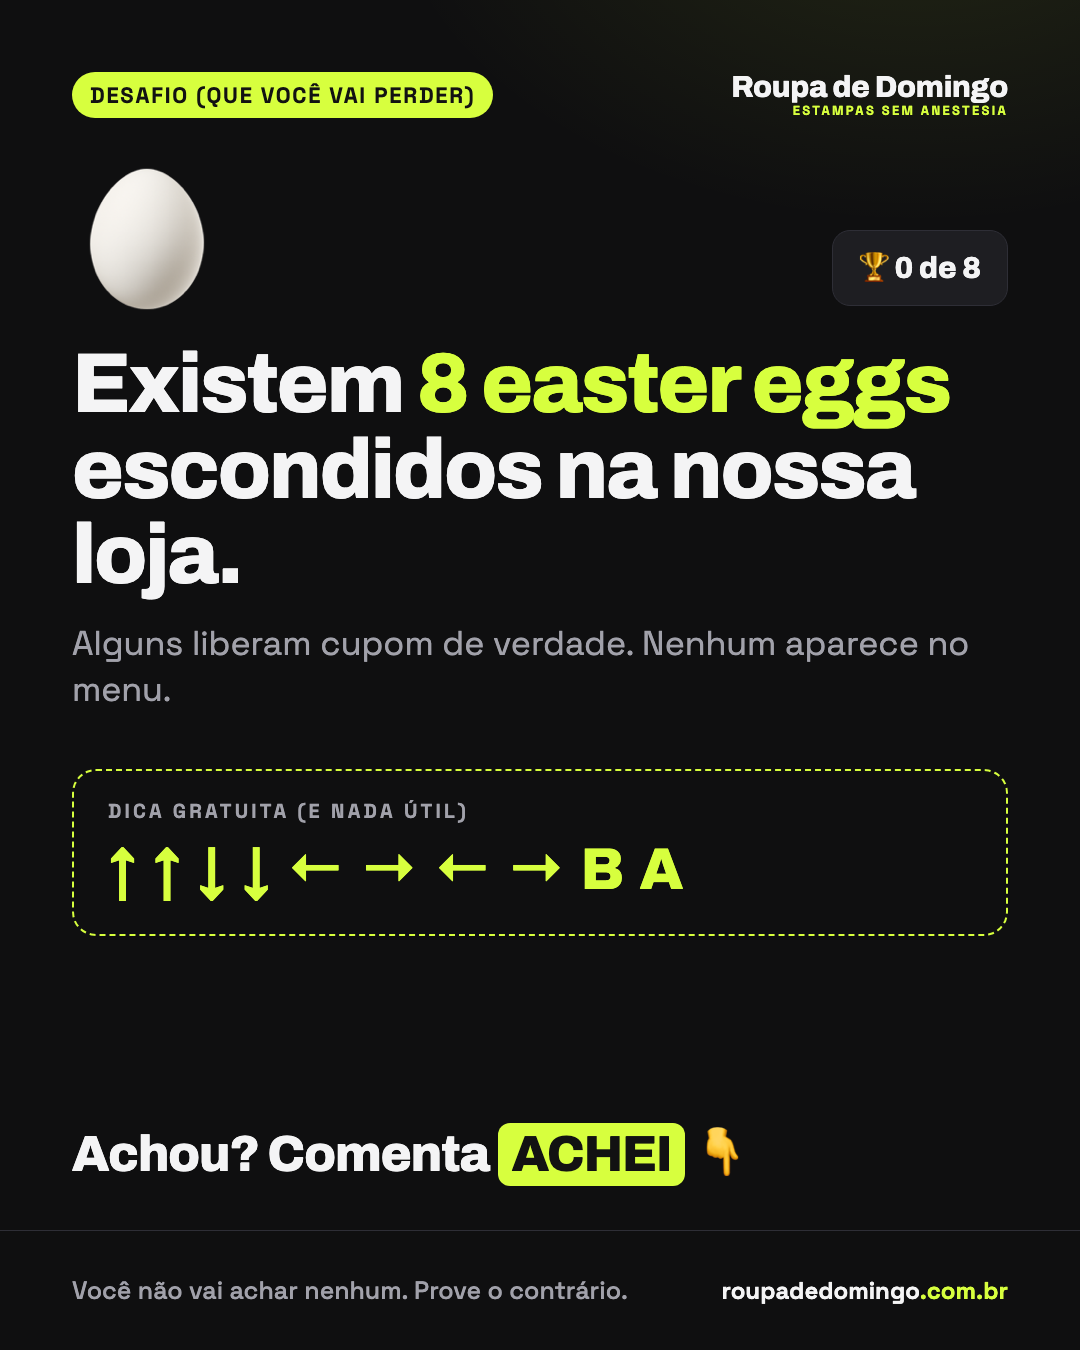 DESAFIO (QUE VOCÊ VAI PERDER)
Roupa de Domingo
ESTAMPAS SEM ANESTESIA
🏆 0 de 8
Existem 8 easter eggs
escondidos na nossa
loja.
Alguns liberam cupom de verdade. Nenhum aparece no
menu.
DICA GRATUITA (E NADA ÚTIL)
↑ ↑ ↓ ↓ ← → ← → B A
Achou? Comenta ACHEI 👇
Você não vai achar nenhum. Prove o contrário.
roupadedomingo.com.br